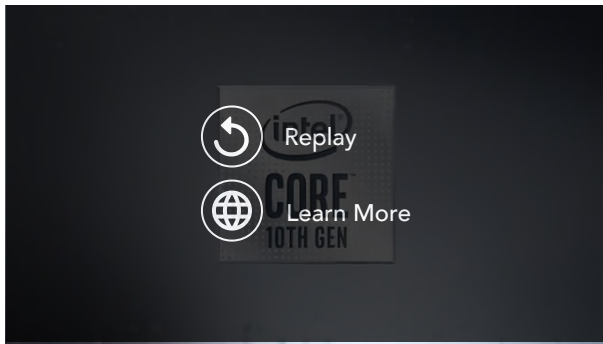 intel
Replay
CORE
Learn More
10TH GEN